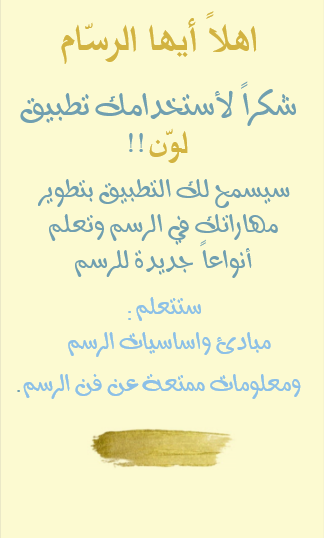 اهلاً أيها الرسّام
شكراً لأستخدامك تطبيق
لوّن!!
سيسمح لك التطبيق بتطوير
مهاراتك في الرسم وتعلم
أنواعاً جديدة للرسم
ستتعلم:
مبادئ واساسيات الرسم
ومعلومات ممتعة عن فن الرسم.